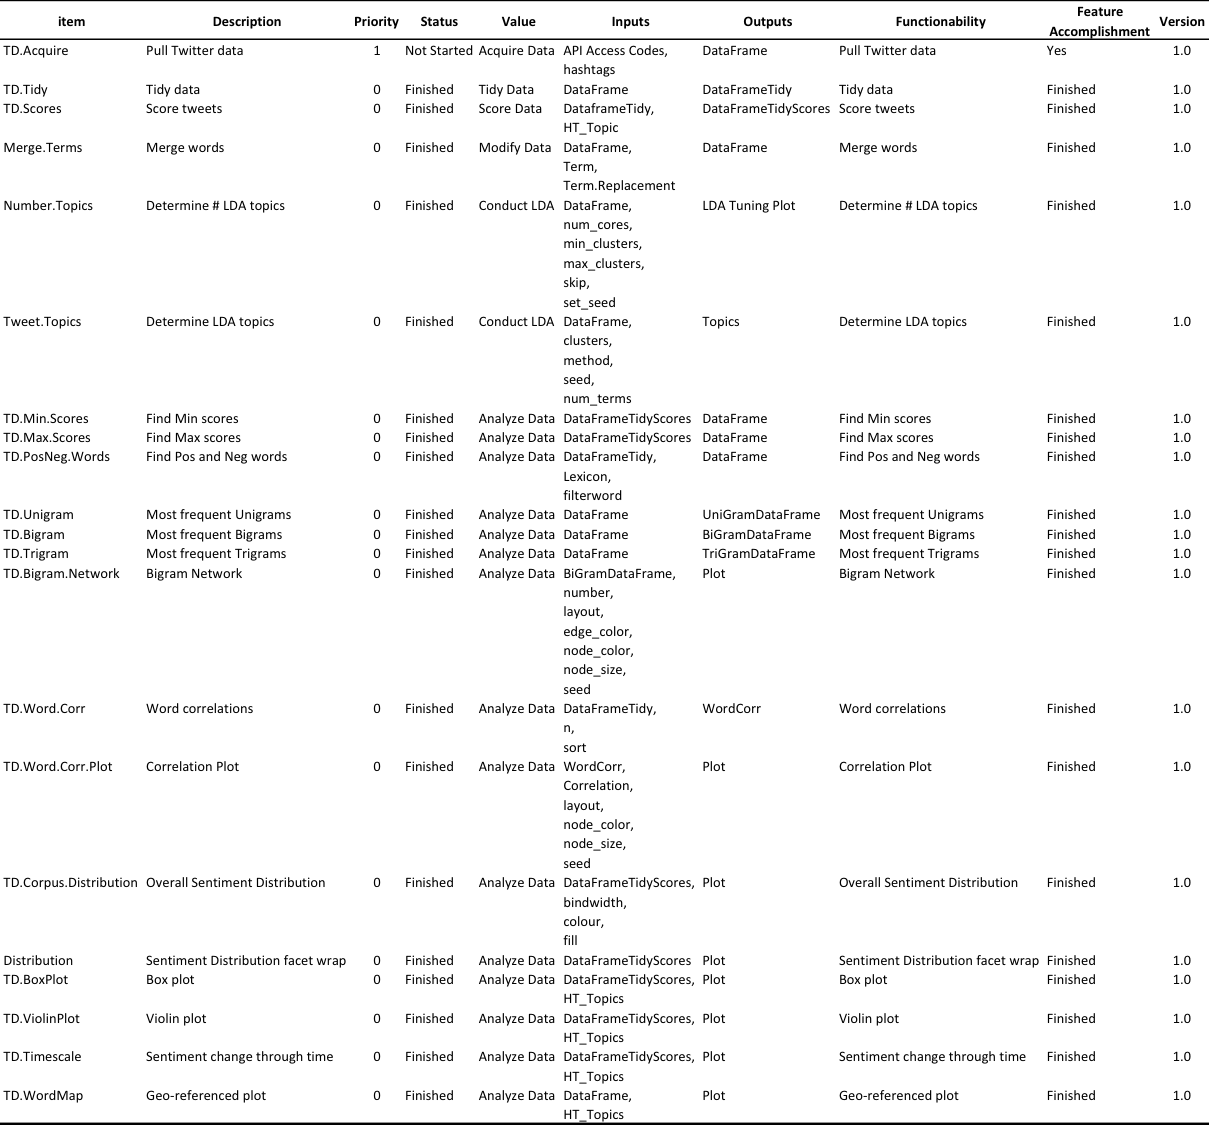 item Description Priority Status Value Inputs Outputs Functionability Feature Accomplishment Version
TD.Acquire Pull Twitter data 1 Not Started Acquire Data API Access Codes, DataFrame Pull Twitter data Yes 1.0
hashtags
TD.Tidy Tidy data 0 Finished Tidy Data DataFrame DataFrameTidy Tidy data Finished 1.0
TD.Scores Score tweets 0 Finished Score Data DataframeTidy, DataFrameTidyScores Score tweets Finished 1.0
HT_Topic
Merge.Terms Merge words 0 Finished Modify Data DataFrame, DataFrame Merge words Finished 1.0
Term,
Term.Replacement
Number.Topics Determine # LDA topics 0 Finished Conduct LDA DataFrame, LDA Tuning Plot Determine # LDA topics Finished 1.0
num_cores,
min_clusters,
max_clusters,
skip,
set_seed
Tweet.Topics Determine LDA topics 0 Finished Conduct LDA DataFrame, Topics Determine LDA topics Finished 1.0
clusters,
method,
seed,
num_terms
TD.Min.Scores Find Min scores 0 Finished Analyze Data DataFrameTidyScores DataFrame Find Min scores Finished 1.0
TD.Max.Scores Find Max scores 0 Finished Analyze Data DataFrameTidyScores DataFrame Find Max scores Finished 1.0
TD.PosNeg.Words Find Pos and Neg words 0 Finished Analyze Data DataFrameTidy, DataFrame Find Pos and Neg words Finished 1.0
Lexicon,
filterword
TD.Unigram Most frequent Unigrams 0 Finished Analyze Data DataFrame UniGramDataFrame Most frequent Unigrams Finished 1.0
TD.Bigram Most frequent Bigrams 0 Finished Analyze Data DataFrame BiGramDataFrame Most frequent Bigrams Finished 1.0
TD.Trigram Most frequent Trigrams 0 Finished Analyze Data DataFrame TriGramDataFrame Most frequent Trigrams Finished 1.0
TD.Bigram.Network Bigram Network 0 Finished Analyze Data BiGramDataFrame, Plot Bigram Network Finished 1.0
number,
layout,
edge_color,
node_color,
node_size,
seed
TD.Word.Corr Word correlations 0 Finished Analyze Data DataFrameTidy, WordCorr Word correlations Finished 1.0
n,
sort
TD.Word.Corr.Plot Correlation Plot 0 Finished Analyze Data WordCorr, Plot Correlation Plot Finished 1.0
Correlation,
layout,
node_color,
node_size,
seed
TD.Corpus.Distribution Overall Sentiment Distribution 0 Finished Analyze Data DataFrameTidyScores, Plot Overall Sentiment Distribution Finished 1.0
bindwidth,
colour,
fill
Distribution Sentiment Distribution facet wrap 0 Finished Analyze Data DataFrameTidyScores Plot Sentiment Distribution facet wrap Finished 1.0
TD.BoxPlot Box plot 0 Finished Analyze Data DataFrameTidyScores, Plot Box plot Finished 1.0
HT_Topics
TD.ViolinPlot Violin plot 0 Finished Analyze Data DataFrameTidyScores, Plot Violin plot Finished 1.0
HT_Topics
TD.Timescale Sentiment change through time 0 Finished Analyze Data DataFrameTidyScores, Plot Sentiment change through time Finished 1.0
HT_Topics
TD.WordMap Geo-referenced plot 0 Finished Analyze Data DataFrame, Plot Geo-referenced plot Finished 1.0
HT_Topics